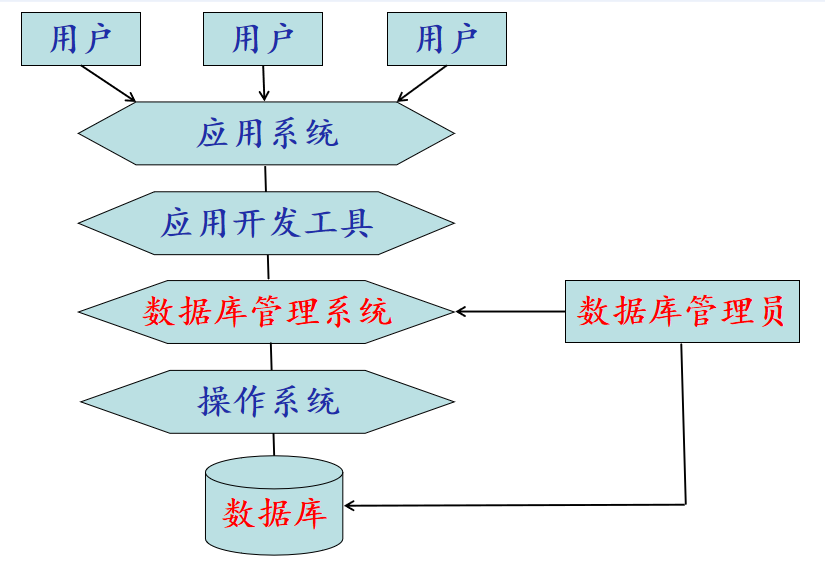 用户
用户
用户
应用系统
应用开发工具
数据库管理系统
数据库管理员
操作系统
数据库